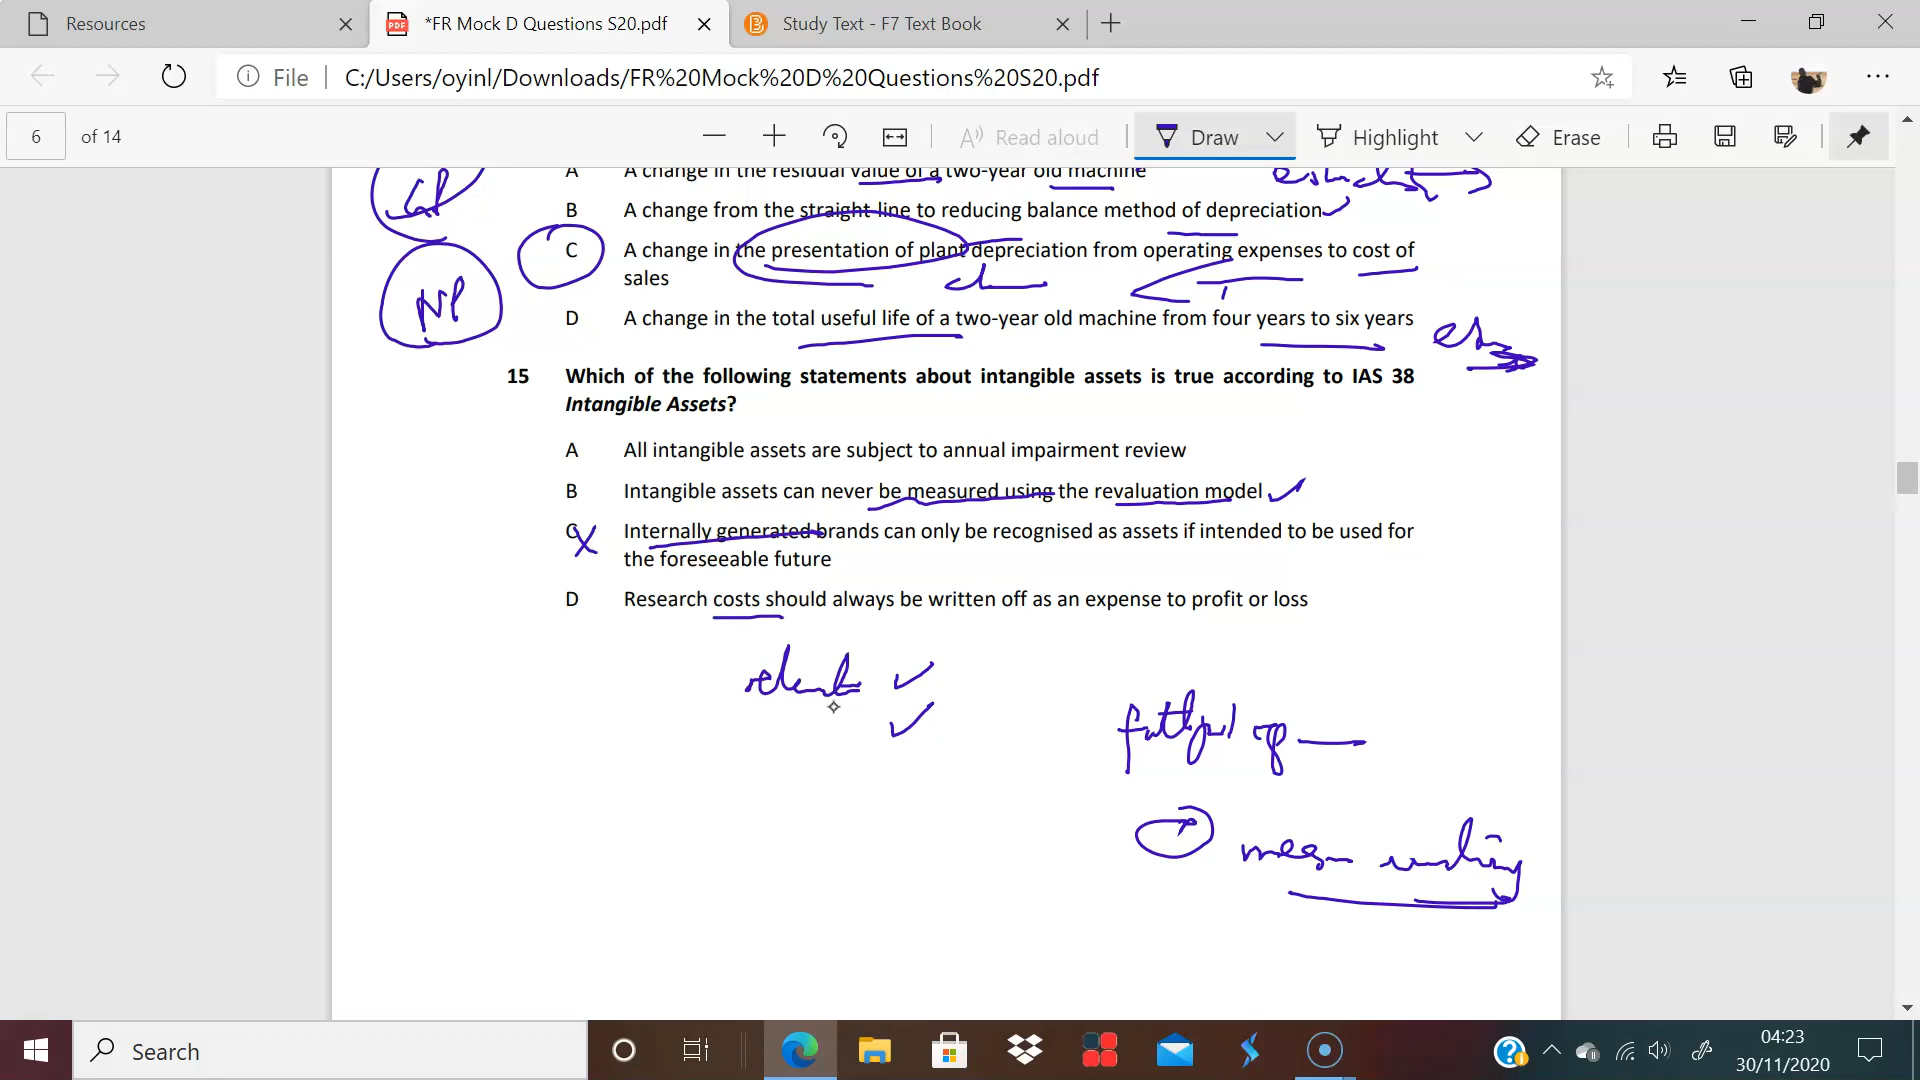 Resources
*FR Mock D Questions S20.pdf
Study Text - F7 Text Book
File
C:/Users/oyinl/Downloads/FR%20Mock%20D%20Questions%20S20.pdf
6 of 14
Read aloud
Draw
Highlight
Erase
A A change in the residual value of a two-year old machine
B A change from the straight-line to reducing balance method of depreciation
C A change in the presentation of plant depreciation from operating expenses to cost of
sales
D A change in the total useful life of a two-year old machine from four years to six years
GP
NP
15 Which of the following statements about intangible assets is true according to IAS 38
Intangible Assets?
A All intangible assets are subject to annual impairment review
B Intangible assets can never be measured using the revaluation model
C Internally generated brands can only be recognised as assets if intended to be used for
the foreseeable future
D Research costs should always be written off as an expense to profit or loss
Search
04:23
30/11/2020